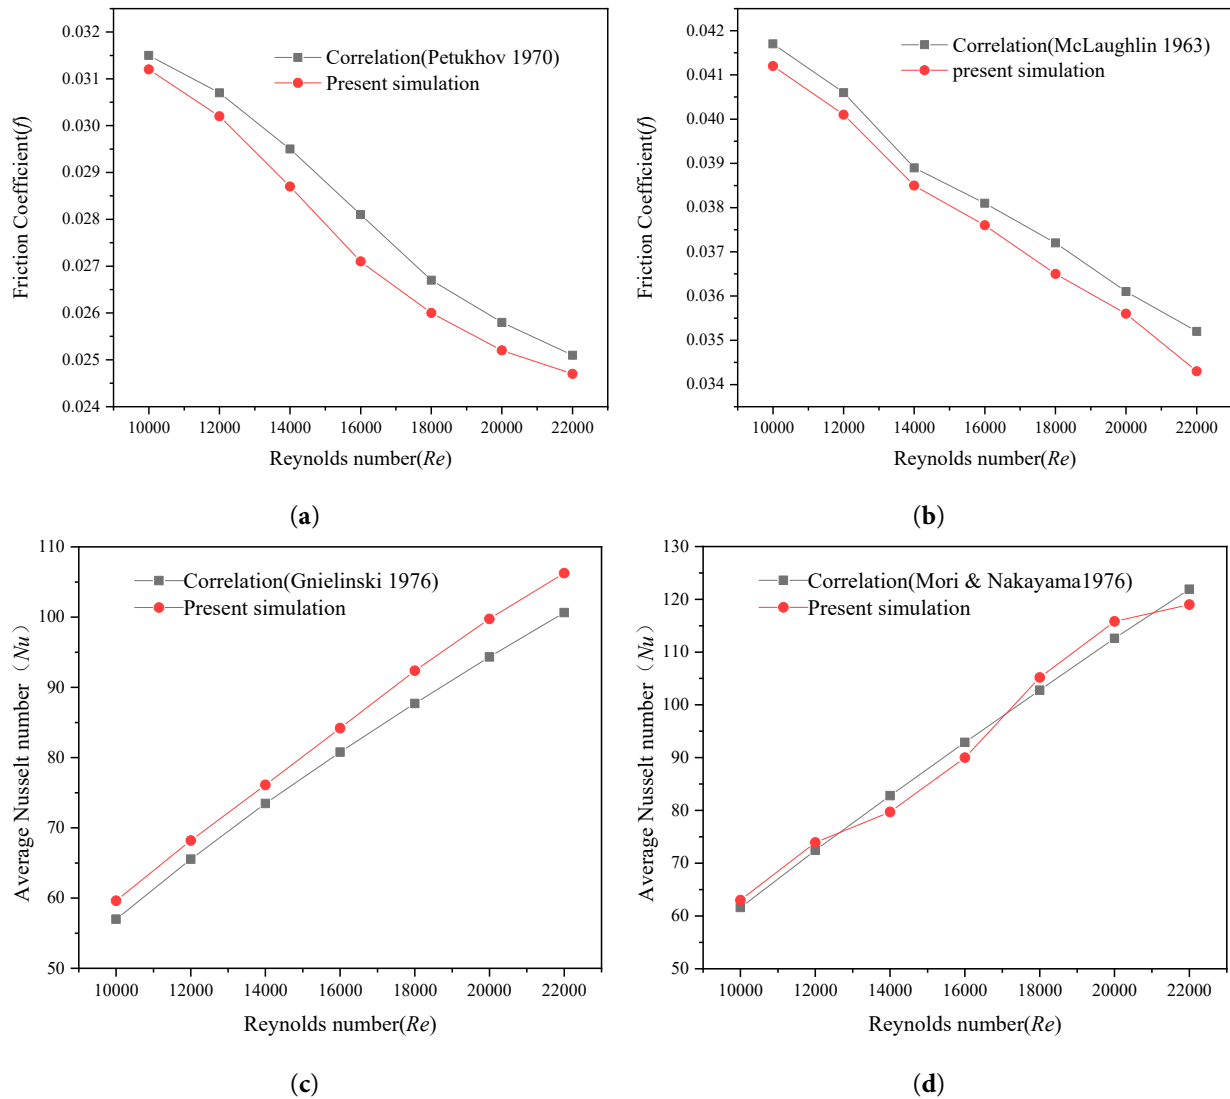 0.032
0.031
0.030
0.029
0.028
0.027
0.026
0.025
0.024
Friction Coefficient(f)
Correlation(Petukhov 1970)
Present simulation
10000 12000 14000 16000 18000 20000 22000
Reynolds number(Re)
(a)
0.042
0.041
0.040
0.039
0.038
0.037
0.036
0.035
0.034
Friction Coefficient(f)
Correlation(McLaughlin 1963)
present simulation
10000 12000 14000 16000 18000 20000 22000
Reynolds number(Re)
(b)
110
100
90
80
70
60
50
Average Nusselt number（Nu）
Correlation(Gnielinski 1976)
Present simulation
10000 12000 14000 16000 18000 20000 22000
Reynolds number(Re)
(c)
130
120
110
100
90
80
70
60
50
Average Nusselt number（Nu）
Correlation(Mori & Nakayama1976)
Present simulation
10000 12000 14000 16000 18000 20000 22000
Reynolds number(Re)
(d)